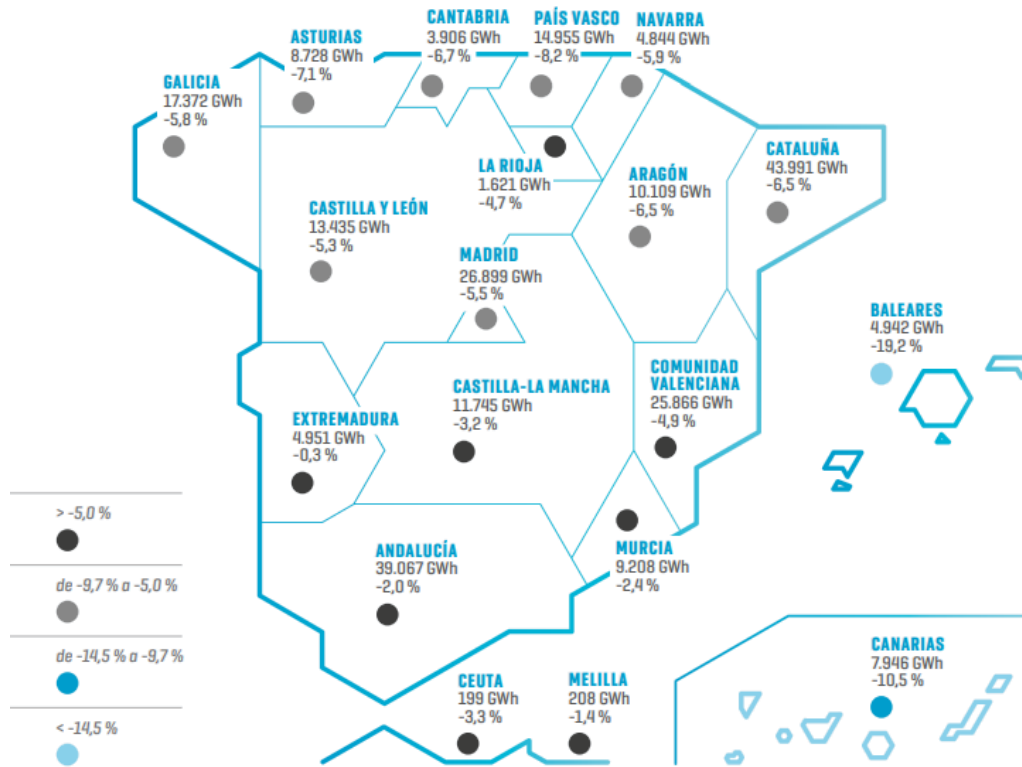 CANTABRIA
3.906 GWh
-6,7 %
PAÍS VASCO
14.955 GWh
-8,2 %
NAVARRA
4.844 GWh
-5,9 %
ASTURIAS
8.728 GWh
-7,1 %
GALICIA
17.372 GWh
-5,8 %
CATALUÑA
43.991 GWh
-6,5 %
LA RIOJA
1.621 GWh
-4,7 %
ARAGÓN
10.109 GWh
-6,5 %
CASTILLA Y LEÓN
13.435 GWh
-5,3 %
MADRID
26.899 GWh
-5,5 %
BALEARES
4.942 GWh
-19,2 %
COMUNIDAD
VALENCIANA
25.866 GWh
-4,9 %
CASTILLA-LA MANCHA
11.745 GWh
-3,2 %
EXTREMADURA
4.951 GWh
-0,3 %
ANDALUCÍA
39.067 GWh
-2,0 %
MURCIA
9.208 GWh
-2,4 %
CANARIAS
7.946 GWh
-10,5 %
CEUTA
199 GWh
-3,3 %
MELILLA
208 GWh
-1,4 %
> -5,0 %
de -9,7 % a -5,0 %
de -14,5 % a -9,7 %
< -14,5 %